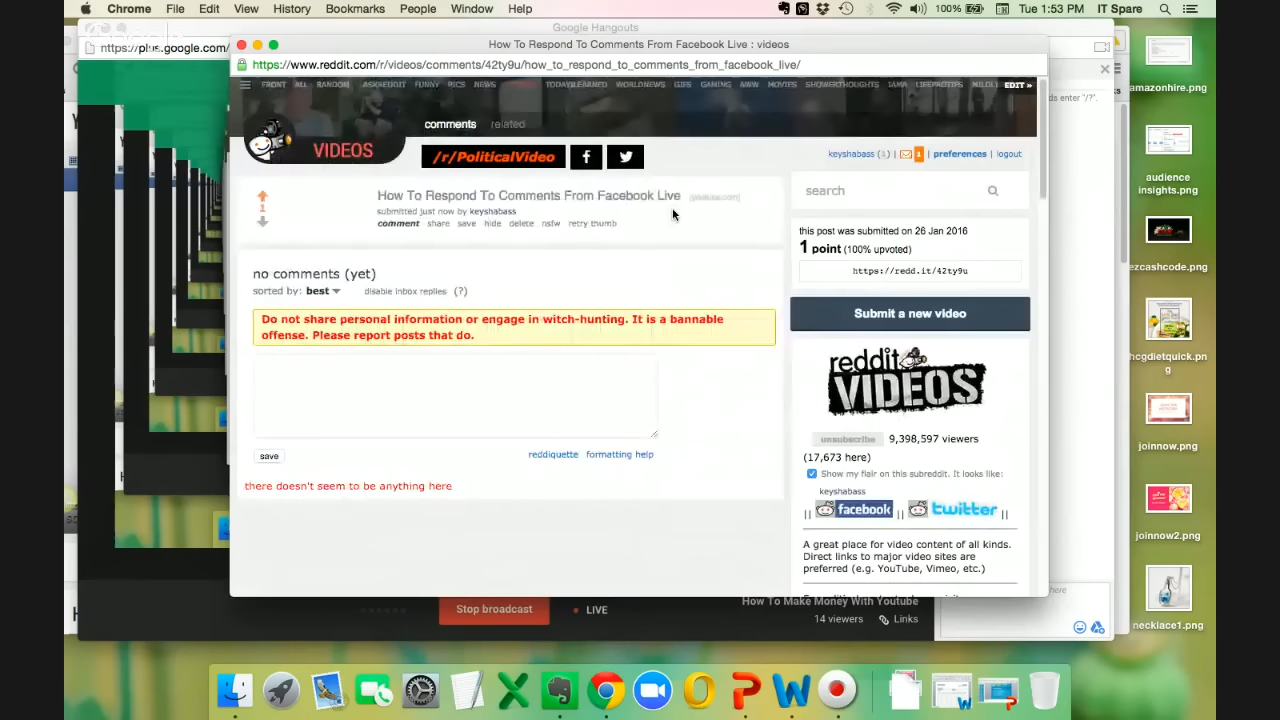 Chrome File Edit View History Bookmarks People Window Help 100% Tue 1:53 PM IT Spare
Google Hangouts
https://plus.google.com/
How To Respond To Comments From Facebook Live : videos
https://www.reddit.com/r/videos/comments/42ty9u/how_to_respond_to_comments_from_facebook_live/
FRONT ALL RANDOM ASKREDDIT FUNNY PICS NEWS TODAYILEARNED WORLDNEWS GIFS GAMING AWW MOVIES SHOWERTHOUGHTS IAMA LIFEPROTIPS EDIT »
ds enter "/?".
comments related
VIDEOS
/r/PoliticalVideo
keyshabass (1) | 1 | preferences | logout
How To Respond To Comments From Facebook Live
1
submitted just now by keyshabass
comment share save hide delete nsfw retry thumb
search
this post was submitted on 26 Jan 2016
1 point (100% upvoted)
https://redd.it/42ty9u
no comments (yet)
sorted by: best disable inbox replies (?)
Do not share personal information or engage in witch-hunting. It is a bannable
offense. Please report posts that do.
Submit a new video
reddit
VIDEOS
save reddiquette formatting help
there doesn't seem to be anything here
unsubscribe 9,398,597 viewers
(17,673 here)
Show my flair on this subreddit. It looks like:
keyshabass
|| facebook || twitter ||
A great place for video content of all kinds.
Direct links to major video sites are
preferred (e.g. YouTube, Vimeo, etc.)
Stop broadcast LIVE
How To Make Money With Youtube
14 viewers Links
here
amazonhire.png
audience
insights.png
ezcashcode.png
hcgdietquick.pn
g
joinnow.png
joinnow2.png
necklace1.png